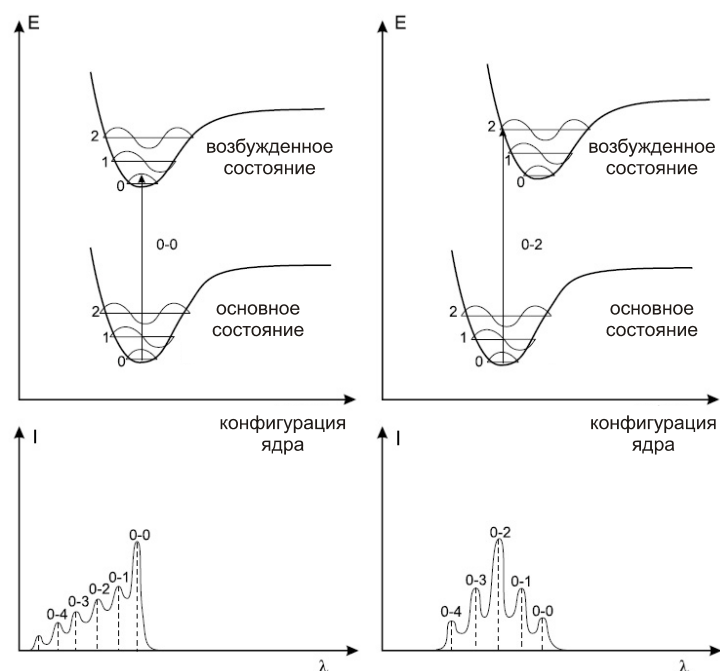 E
2
1
0
возбужденное
состояние
0-0
2
1
0
основное
состояние
конфигурация
ядра
E
2
1
0
возбужденное
состояние
0-2
2
1
0
основное
состояние
конфигурация
ядра
I
0-4
0-3
0-2
0-1
0-0
λ
I
0-4
0-3
0-2
0-1
0-0
λ